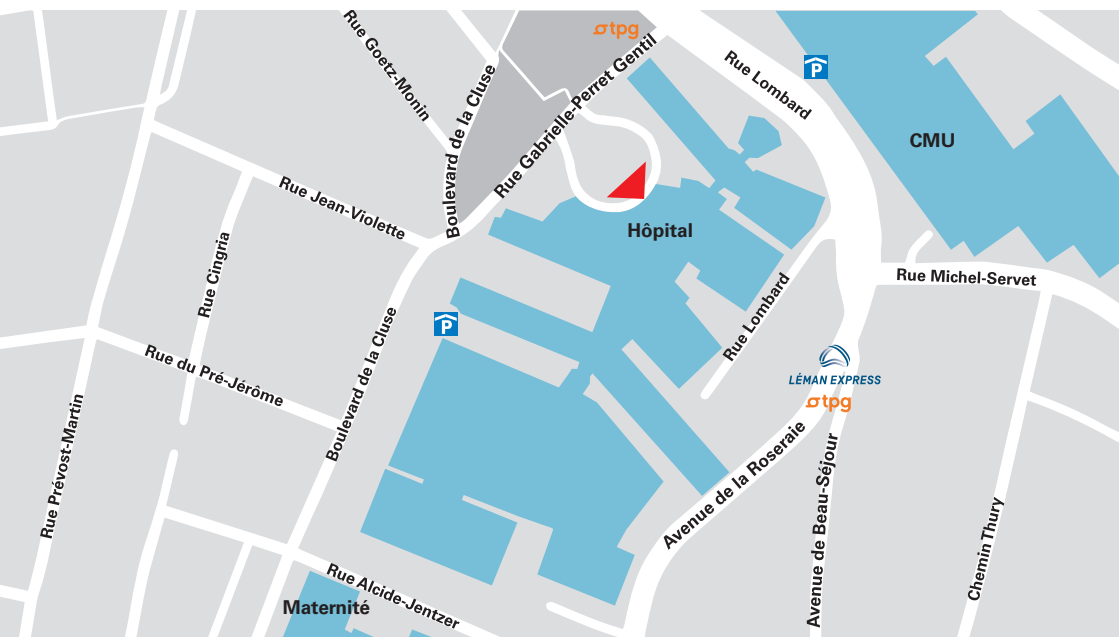 Rue Goetz-Monin
tpg
Rue Lombard
P
Boulevard de la Cluse
Rue Gabrielle-Perret Gentil
CMU
Rue Jean-Violette
Hôpital
Rue Cingria
Rue Michel-Servet
Rue Lombard
P
Rue du Pré-Jérôme
Boulevard de la Cluse
LÉMAN EXPRESS
tpg
Rue Prévost-Martin
Avenue de la Roseraie
Avenue de Beau-Séjour
Chemin Thury
Rue Alcide-Jentzer
Maternité